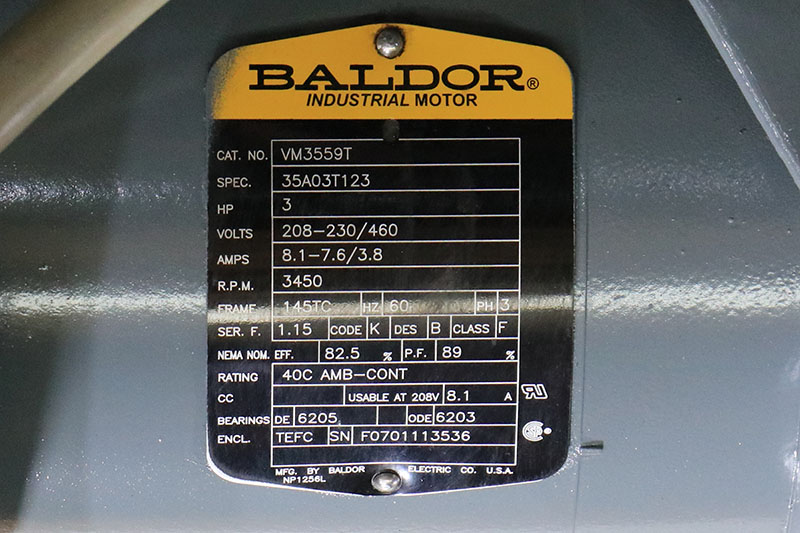 BALDOR®
INDUSTRIAL MOTOR
CAT. NO. VM3559T
SPEC. 35A03T123
HP 3
VOLTS 208-230/460
AMPS 8.1-7.6/3.8
R.P.M. 3450
FRAME 145TC HZ 60 PH 3
SER. F. 1.15 CODE K DES B CLASS F
NEMA NOM. EFF. 82.5 % P.F. 89 %
RATING 40C AMB-CONT
CC USABLE AT 208V 8.1 A
BEARINGS DE 6205 ODE 6203
ENCL. TEFC SN F0701113536
MFG. BY BALDOR ELECTRIC CO. U.S.A.
NP1256L